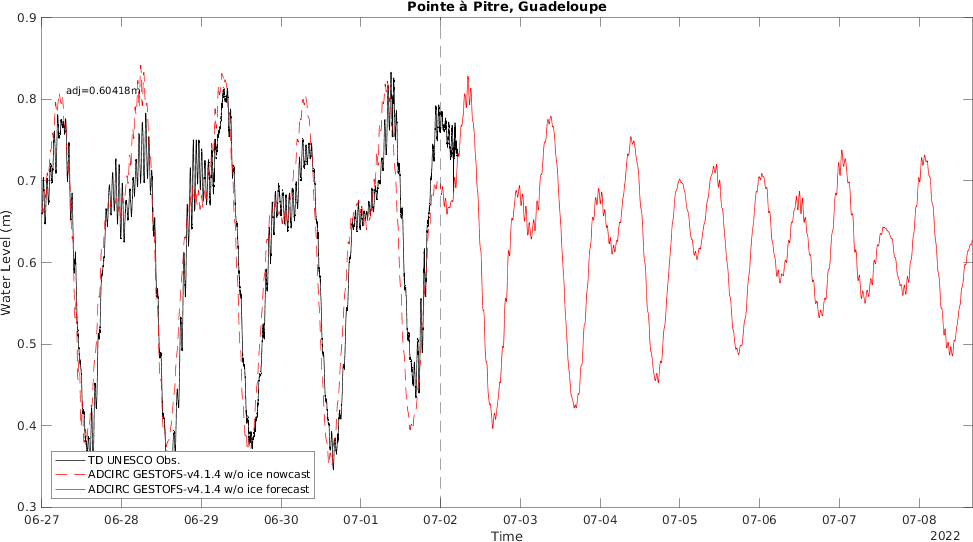 Pointe à Pitre, Guadeloupe
0.9
0.8
0.7
0.6
0.5
0.4
0.3
Water Level (m)
adj=0.60418m
TD UNESCO Obs.
ADCIRC GESTOFS-v4.1.4 w/o ice nowcast
ADCIRC GESTOFS-v4.1.4 w/o ice forecast
06-27 06-28 06-29 06-30 07-01 07-02 07-03 07-04 07-05 07-06 07-07 07-08
Time
2022